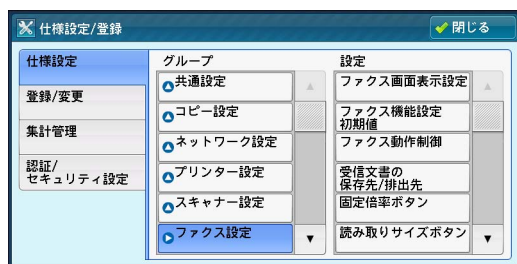 仕様設定/登録
閉じる
仕様設定
登録/変更
集計管理
認証/
セキュリティ設定
グループ
共通設定
コピー設定
ネットワーク設定
プリンター設定
スキャナー設定
ファクス設定
設定
ファクス画面表示設定
ファクス機能設定
初期値
ファクス動作制御
受信文書の
保存先/排出先
固定倍率ボタン
読み取りサイズボタン